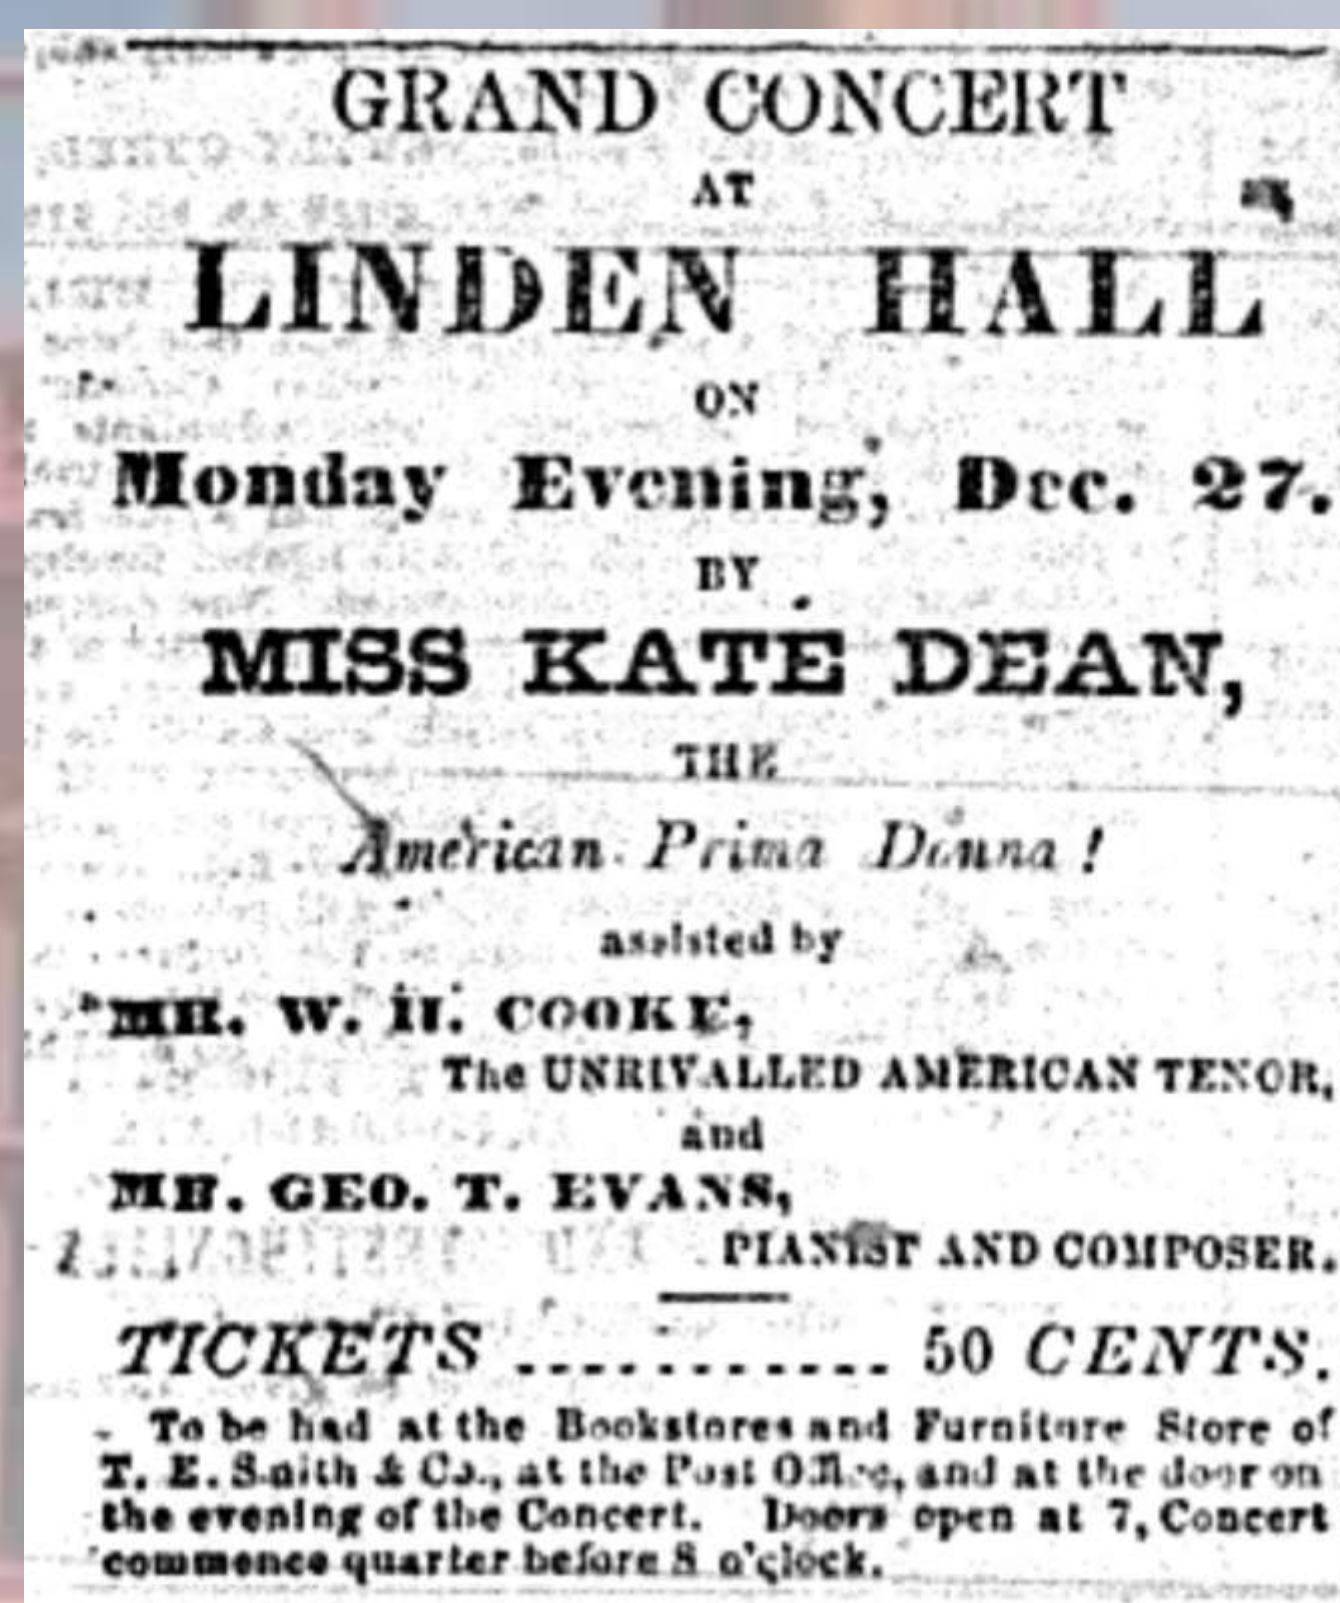 GRAND CONCERT
AT
LINDEN HALL
ON
Monday Evening, Dec. 27.
BY
MISS KATE DEAN,
THE
American Prima Donna!
assisted by
MR. W. H. COOKE,
The UNRIVALLED AMERICAN TENOR,
and
MR. GEO. T. EVANS,
PIANIST AND COMPOSER.
TICKETS ............ 50 CENTS.
To be had at the Bookstores and Furniture Store of
T. E. Smith & Co., at the Post Office, and at the door on
the evening of the Concert. Doors open at 7, Concert
commence quarter before 8 o'clock.